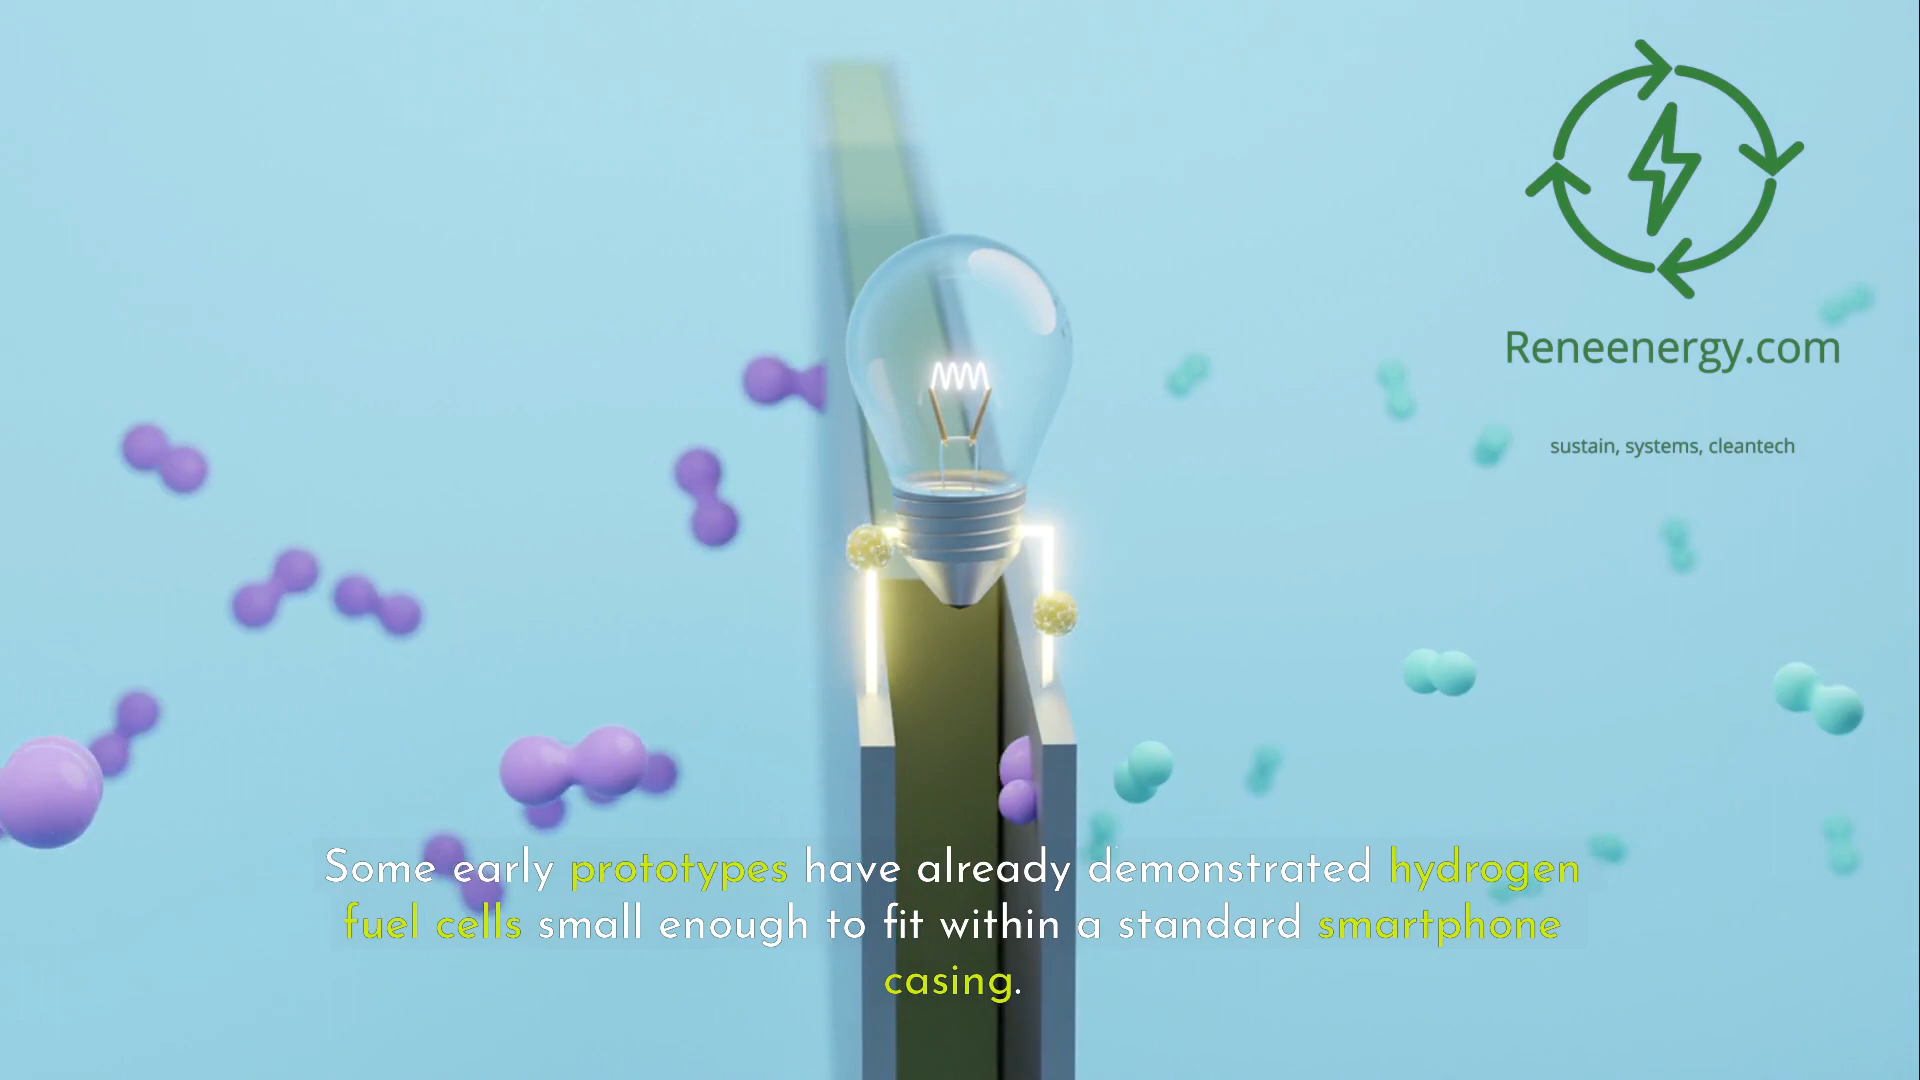 Reneenergy.com
sustain, systems, cleantech
Some early prototypes have already demonstrated hydrogen
fuel cells small enough to fit within a standard smartphone
casing.